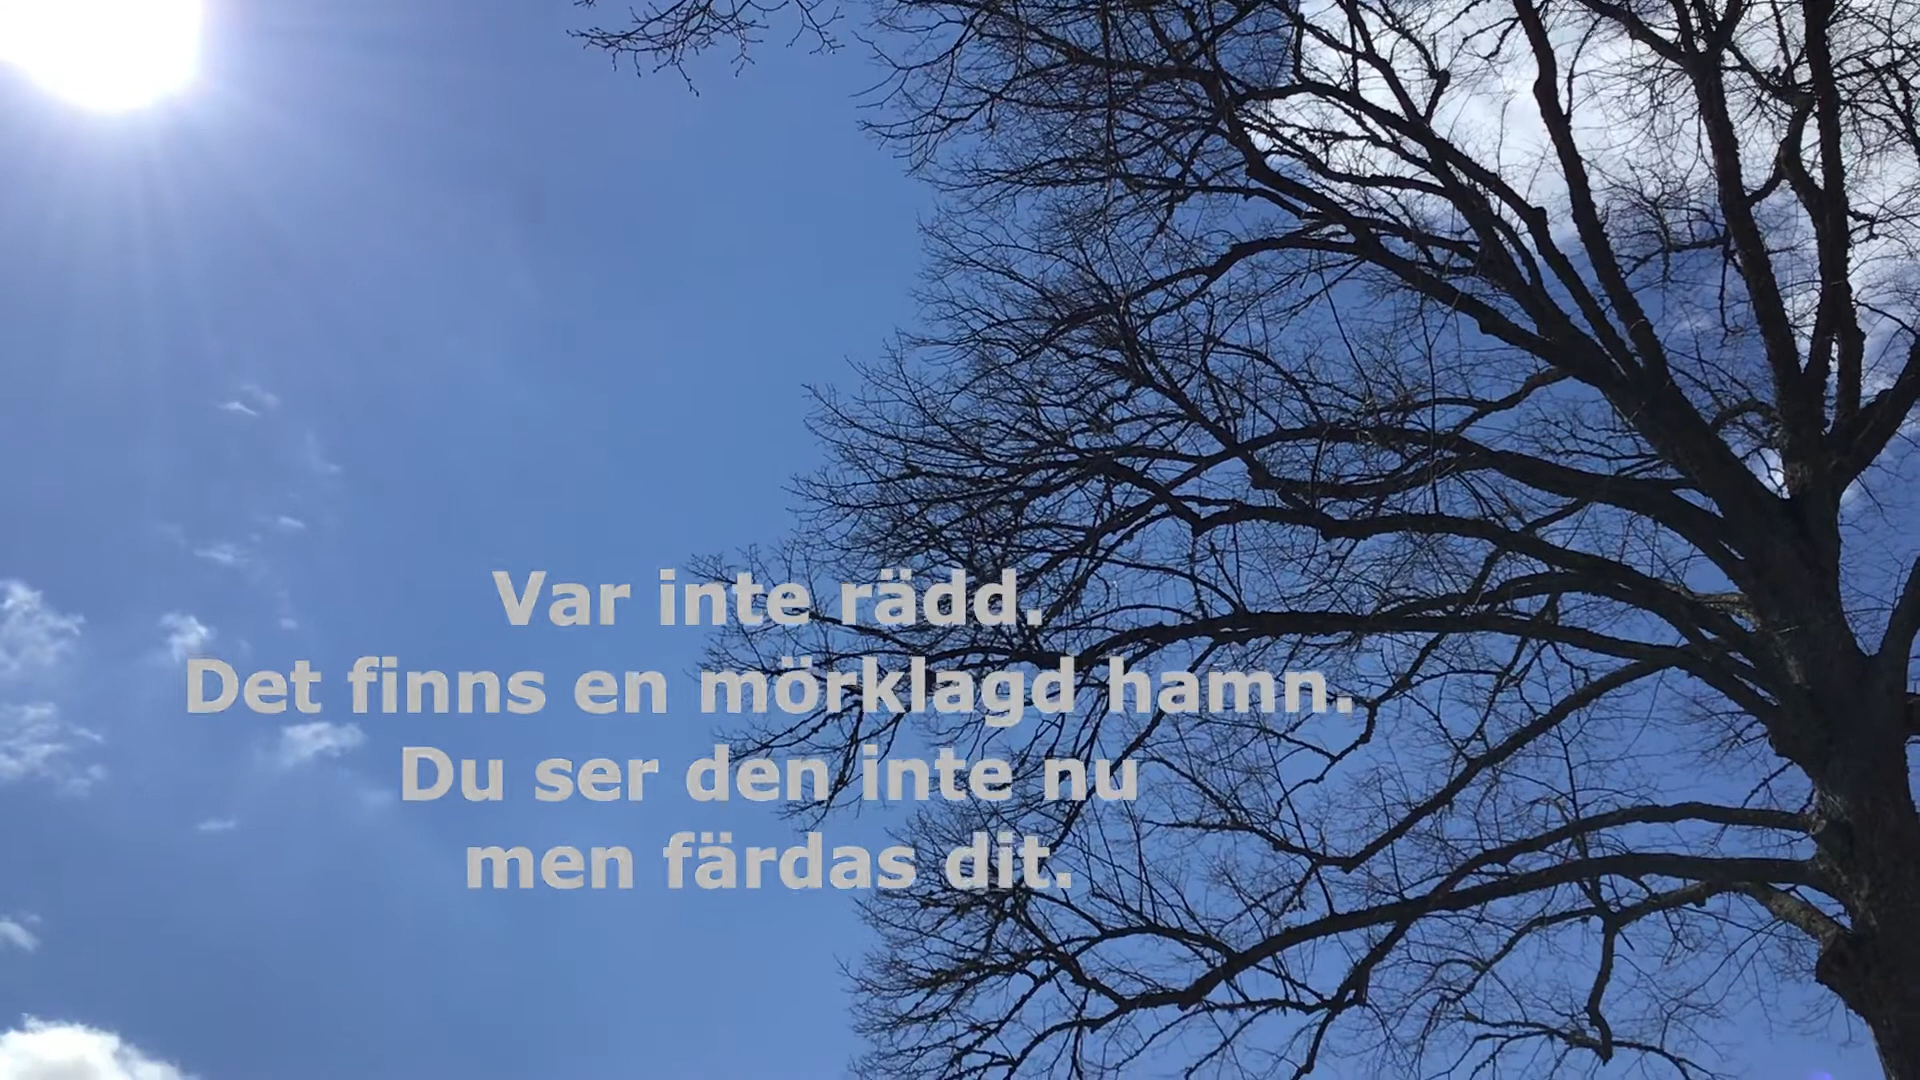 Var inte rädd.
Det finns en mörklagd hamn.
Du ser den inte nu
men färdas dit.